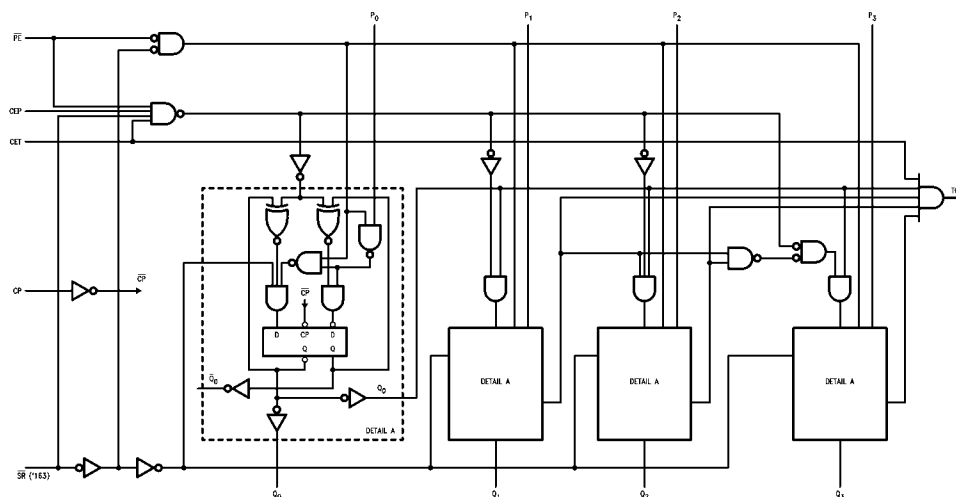 P0
P1
P2
P3
PE
CEP
CET
CP
CP
CP
D
CP
D
Q
Q
Q0
Q0
DETAIL A
DETAIL A
DETAIL A
DETAIL A
SR ('163)
Q0
Q1
Q2
Q3